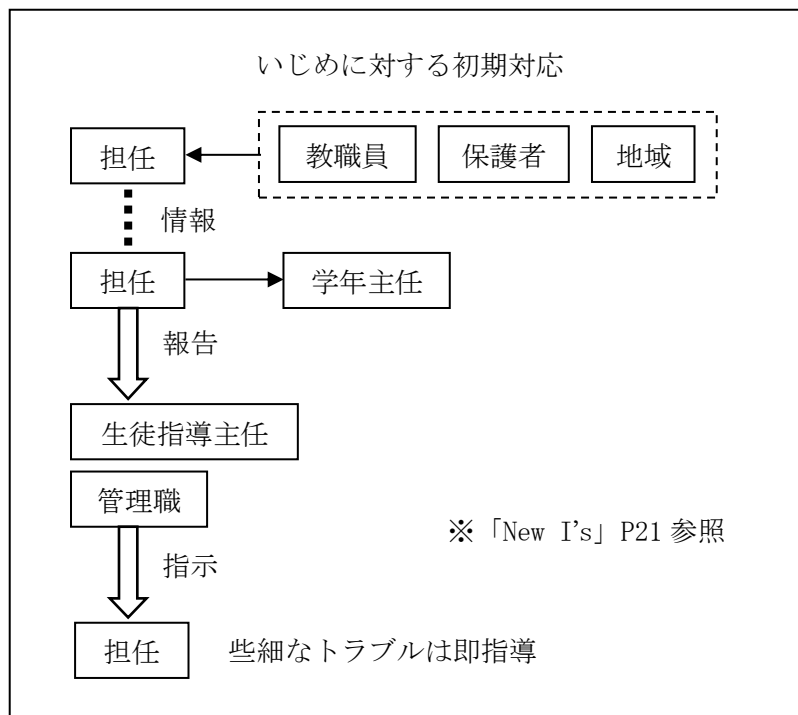 いじめに対する初期対応
担任 教職員 保護者 地域
情報
担任 学年主任
報告
生徒指導主任
管理職
※「New I's」P21 参照
指示
担任 些細なトラブルは即指導